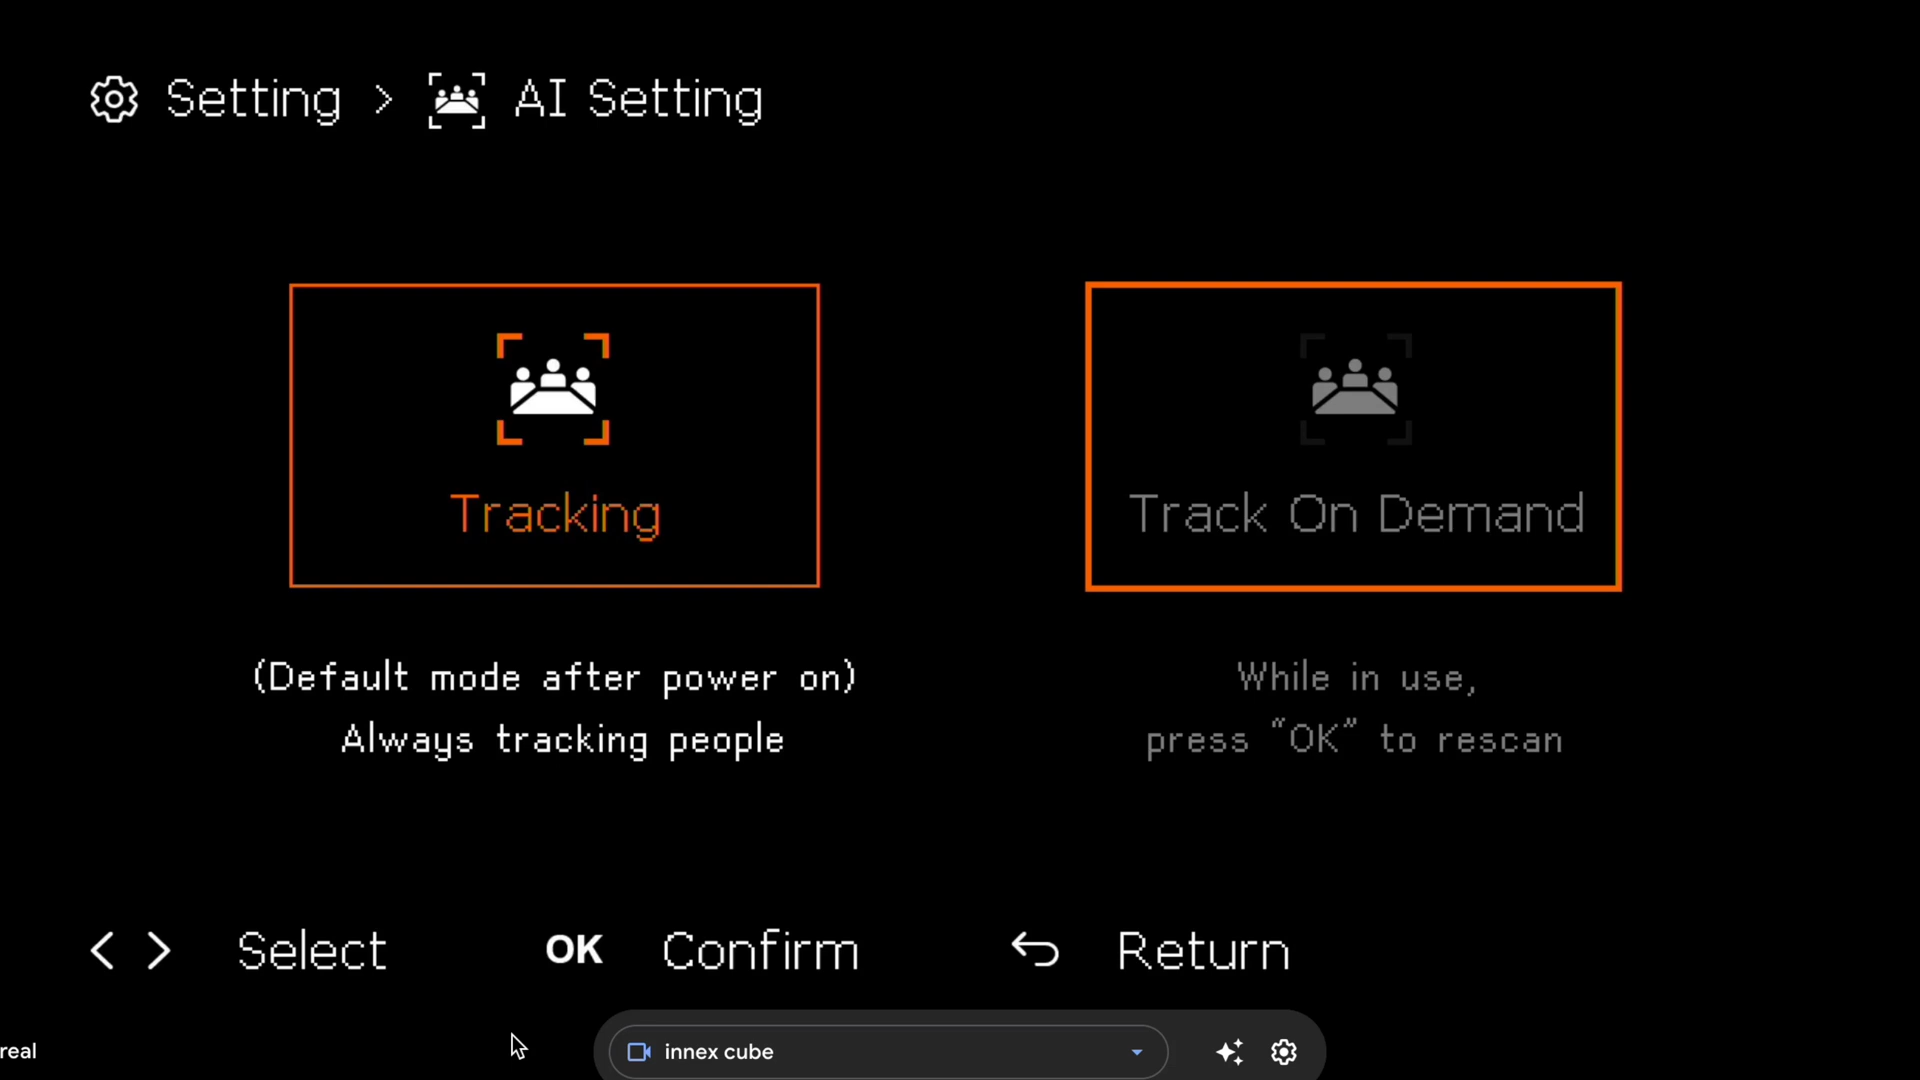 Setting > AI Setting
Tracking
Track On Demand
(Default mode after power on)
Always tracking people
While in use,
press “OK” to rescan
< > Select OK Confirm Return
real
innex cube